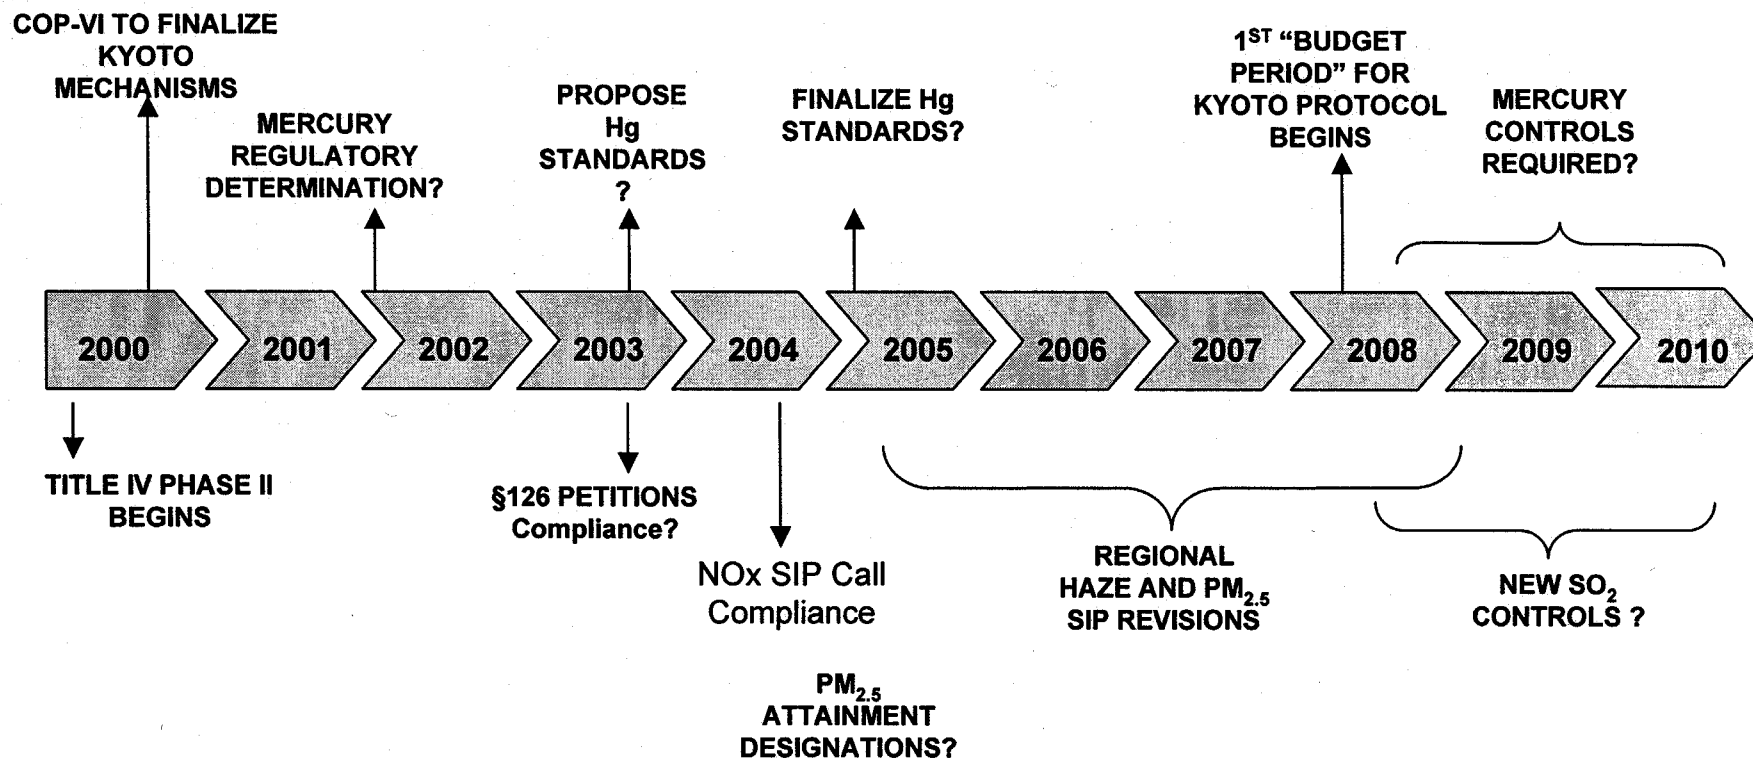 COP-VI TO FINALIZE
KYOTO
MECHANISMS
MERCURY
REGULATORY
DETERMINATION?
PROPOSE
Hg
STANDARDS
?
FINALIZE Hg
STANDARDS?
1ST “BUDGET
PERIOD” FOR
KYOTO PROTOCOL
BEGINS
MERCURY
CONTROLS
REQUIRED?
2000
2001
2002
2003
2004
2005
2006
2007
2008
2009
2010
TITLE IV PHASE II
BEGINS
§126 PETITIONS
Compliance?
NOx SIP Call
Compliance
PM2.5
ATTAINMENT
DESIGNATIONS?
REGIONAL
HAZE AND PM2.5
SIP REVISIONS
NEW SO2
CONTROLS ?